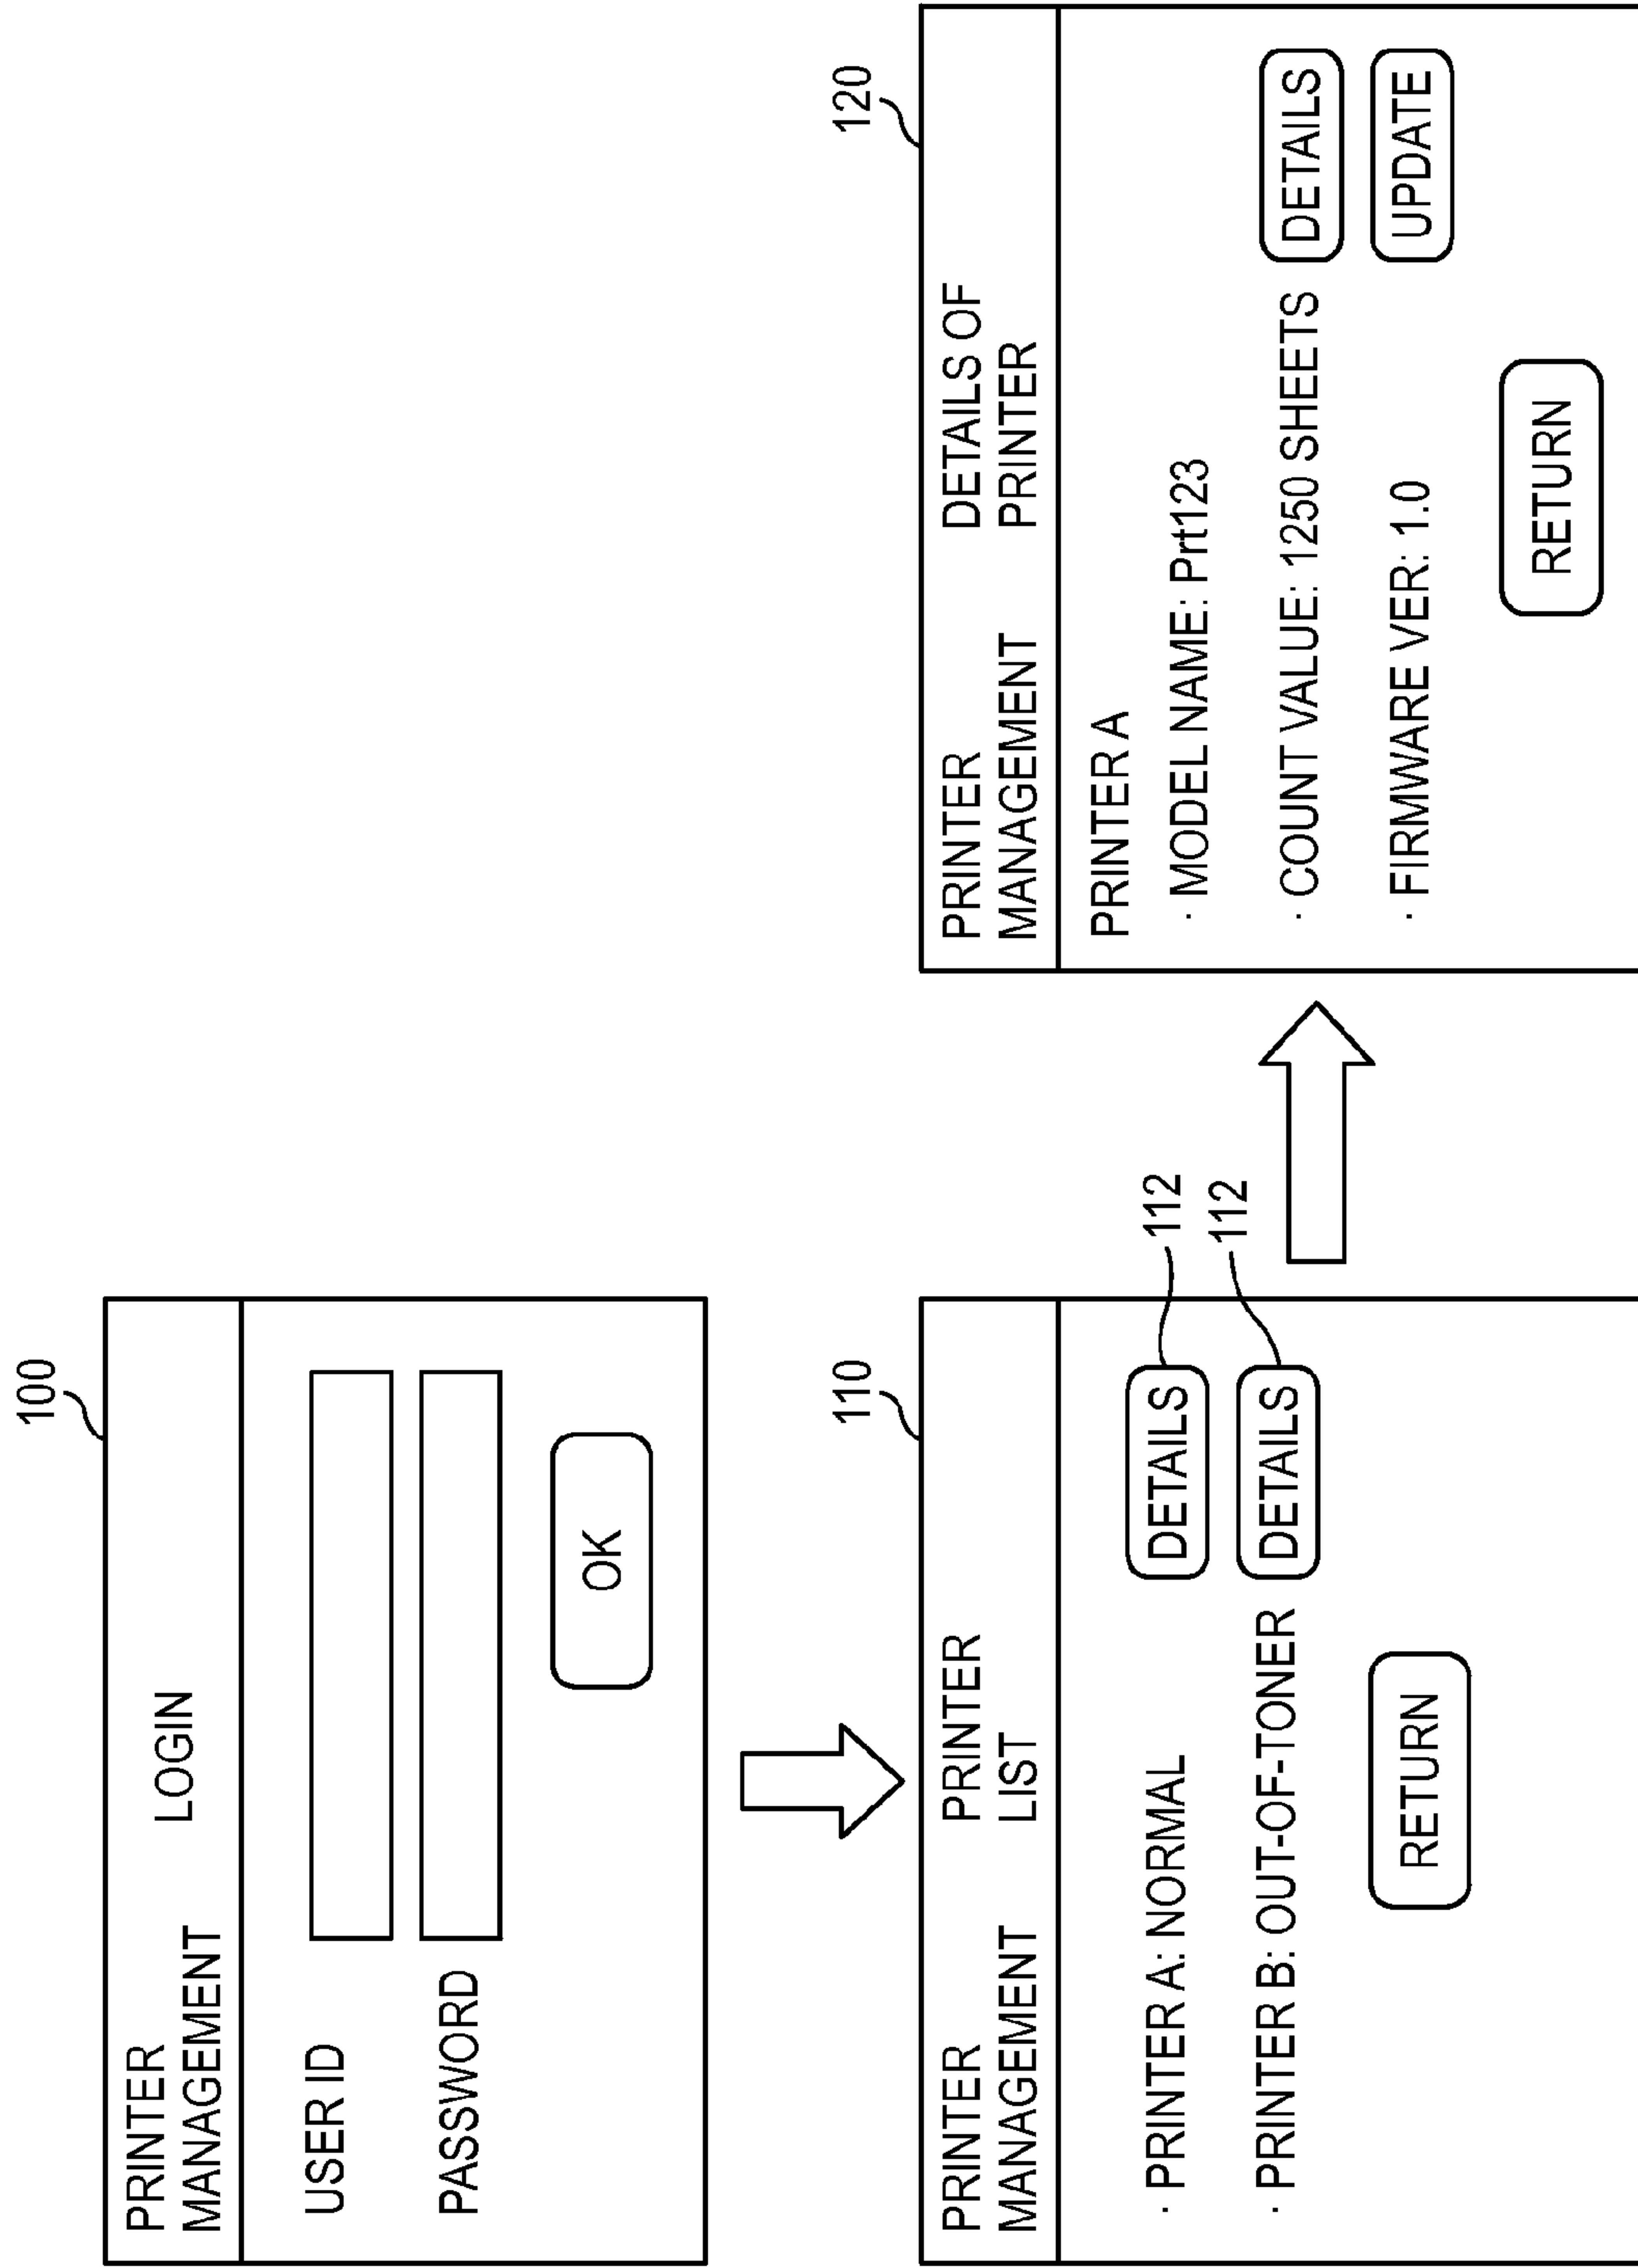 100
PRINTER MANAGEMENT LOGIN
USER ID
PASSWORD
OK
110
PRINTER MANAGEMENT PRINTER LIST
· PRINTER A: NORMAL DETAILS 112
· PRINTER B: OUT-OF-TONER DETAILS 112
RETURN
120
PRINTER MANAGEMENT DETAILS OF PRINTER
PRINTER A
· MODEL NAME: Prt123
· COUNT VALUE: 1250 SHEETS DETAILS
· FIRMWARE VER: 1.0 UPDATE
RETURN